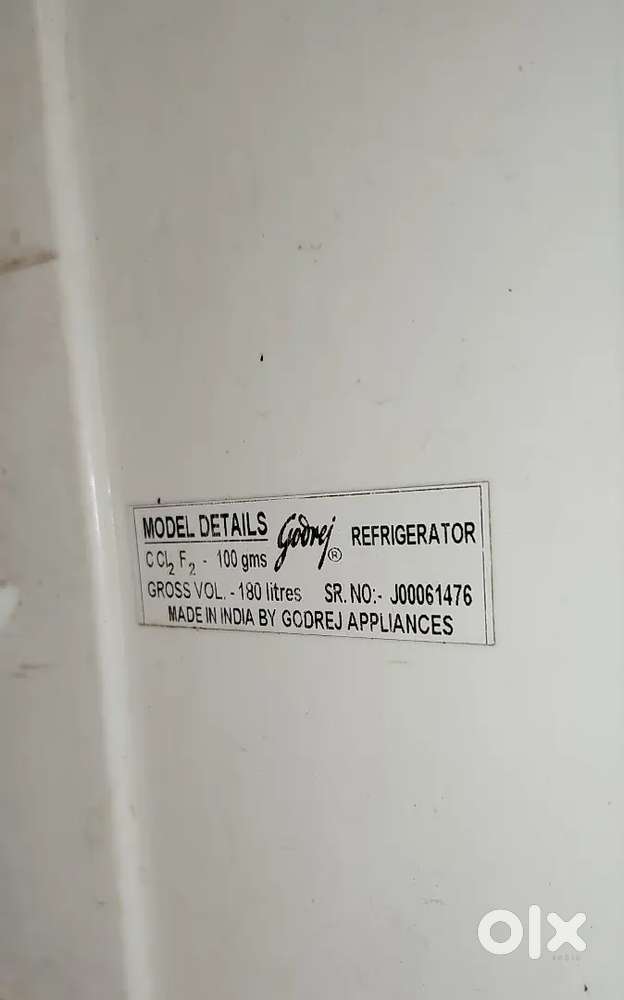 MODEL DETAILS Godrej ® REFRIGERATOR
C Cl₂ F₂ - 100 gms
GROSS VOL. - 180 litres SR. NO:- J00061476
MADE IN INDIA BY GODREJ APPLIANCES
olx
India